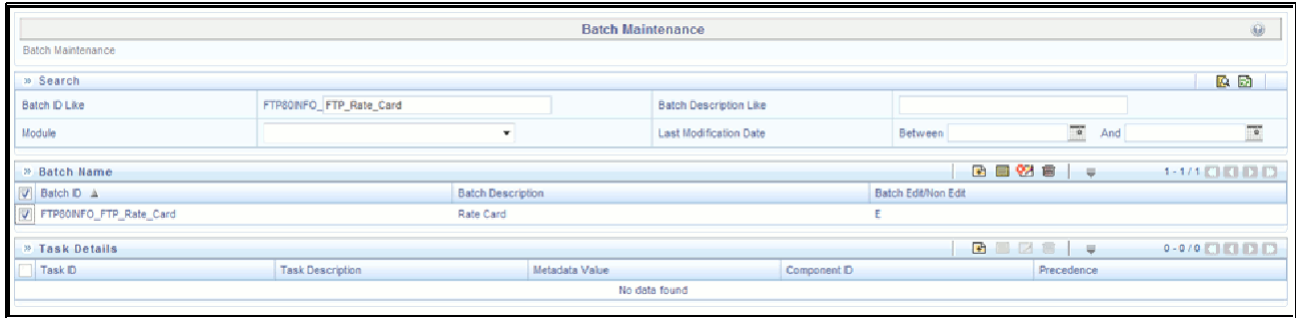 Batch Maintenance
Batch Maintenance
» Search
Batch ID Like FTP80INFO_ FTP_Rate_Card Batch Description Like
Module Last Modification Date Between And
» Batch Name 1 - 1 / 1
Batch ID Batch Description Batch Edit/Non Edit
FTP80INFO_FTP_Rate_Card Rate Card E
» Task Details 0 - 0 / 0
Task ID Task Description Metadata Value Component ID Precedence
No data found